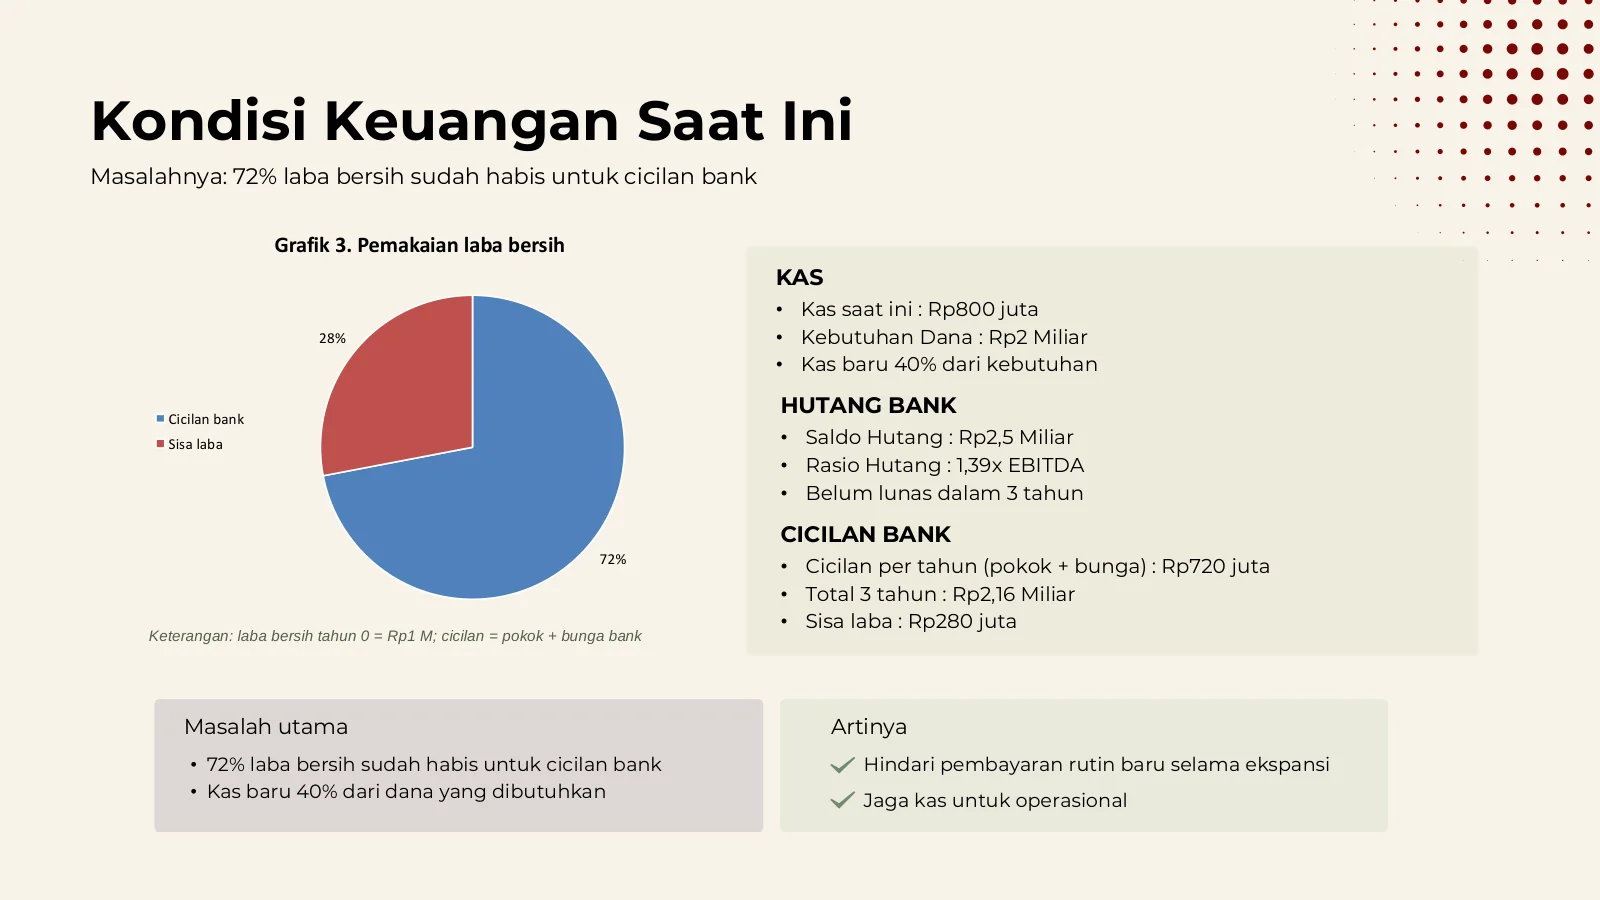 Kondisi Keuangan Saat Ini
Masalahnya: 72% laba bersih sudah habis untuk cicilan bank
Grafik 3. Pemakaian laba bersih
28%
Cicilan bank
Sisa laba
72%
Keterangan: laba bersih tahun 0 = Rp1 M; cicilan = pokok + bunga bank
KAS
• Kas saat ini : Rp800 juta
• Kebutuhan Dana : Rp2 Miliar
• Kas baru 40% dari kebutuhan
HUTANG BANK
• Saldo Hutang : Rp2,5 Miliar
• Rasio Hutang : 1,39x EBITDA
• Belum lunas dalam 3 tahun
CICILAN BANK
• Cicilan per tahun (pokok + bunga) : Rp720 juta
• Total 3 tahun : Rp2,16 Miliar
• Sisa laba : Rp280 juta
Masalah utama
• 72% laba bersih sudah habis untuk cicilan bank
• Kas baru 40% dari dana yang dibutuhkan
Artinya
Hindari pembayaran rutin baru selama ekspansi
Jaga kas untuk operasional